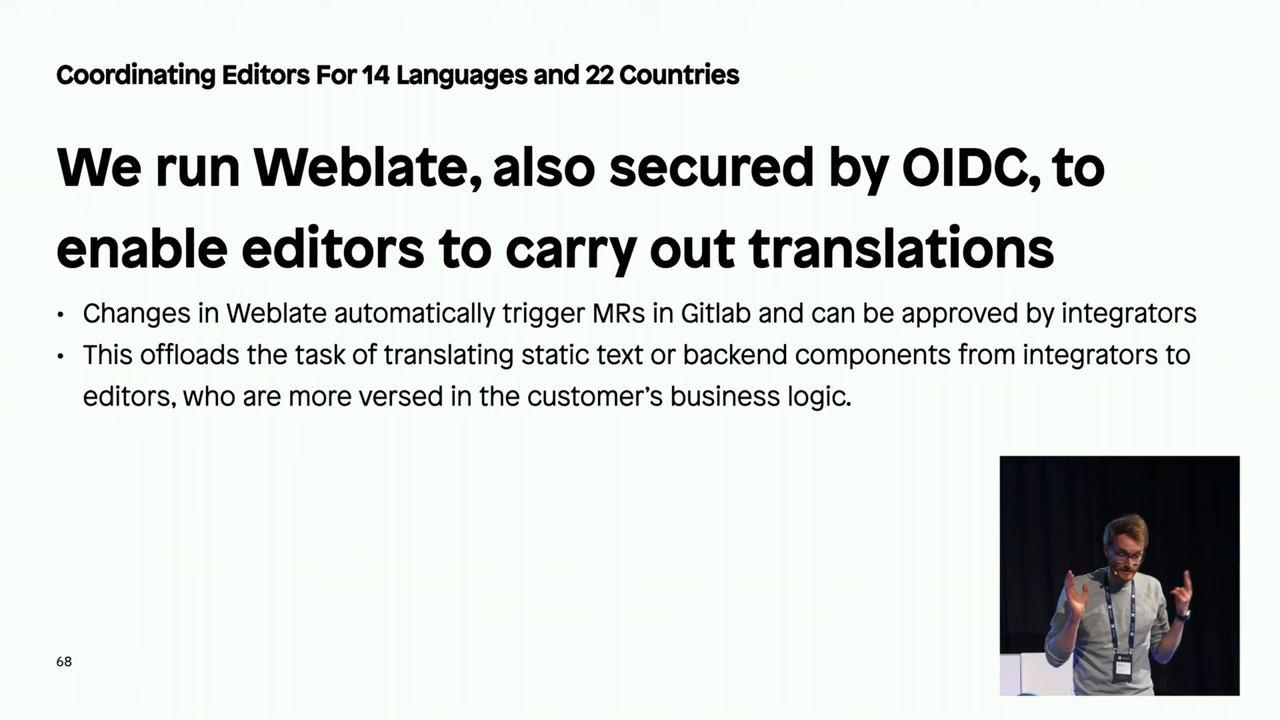 Coordinating Editors For 14 Languages and 22 Countries
We run Weblate, also secured by OIDC, to
enable editors to carry out translations
• Changes in Weblate automatically trigger MRs in Gitlab and can be approved by integrators
• This offloads the task of translating static text or backend components from integrators to
editors, who are more versed in the customer’s business logic.
68